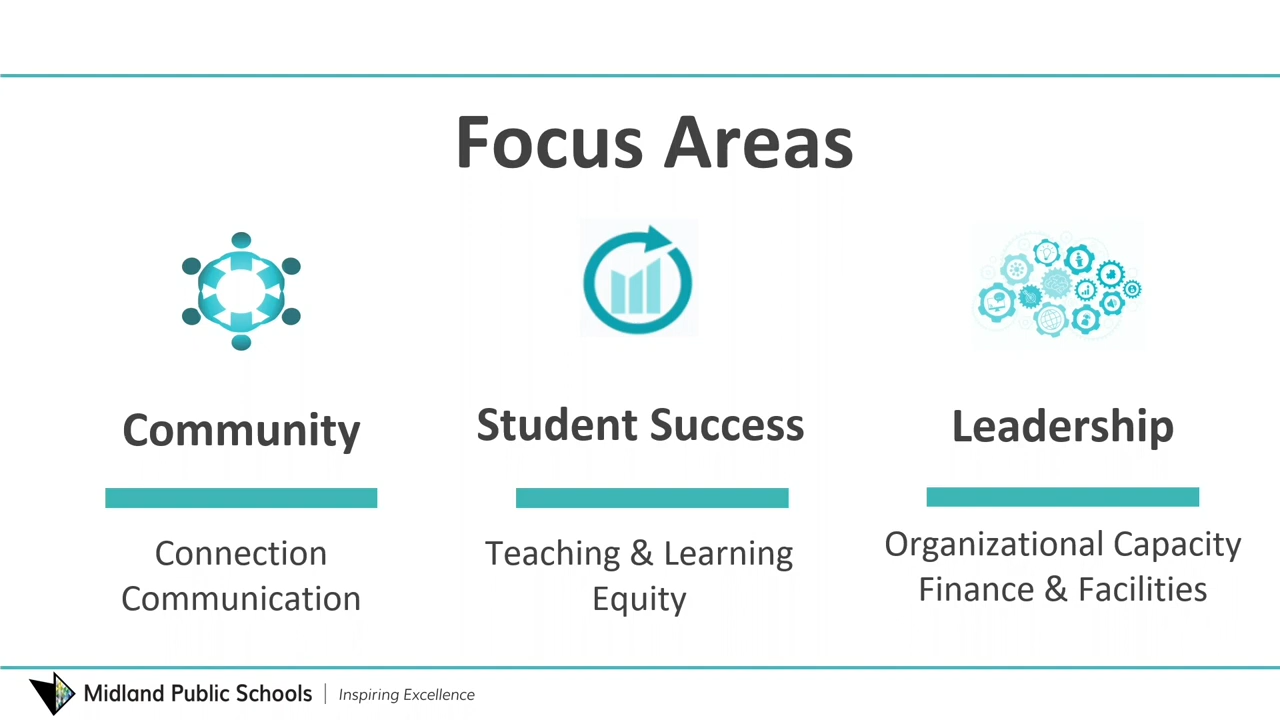 Focus Areas
Community
Connection
Communication
Student Success
Teaching & Learning
Equity
Leadership
Organizational Capacity
Finance & Facilities
Midland Public Schools | Inspiring Excellence